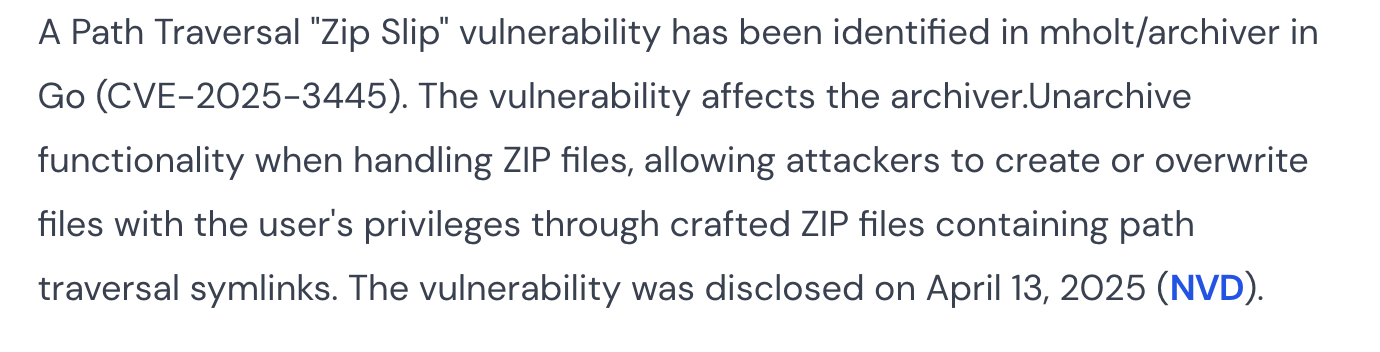 A Path Traversal "Zip Slip" vulnerability has been identified in mholt/archiver in
Go (CVE-2025-3445). The vulnerability affects the archiver.Unarchive
functionality when handling ZIP files, allowing attackers to create or overwrite
files with the user's privileges through crafted ZIP files containing path
traversal symlinks. The vulnerability was disclosed on April 13, 2025 (NVD).